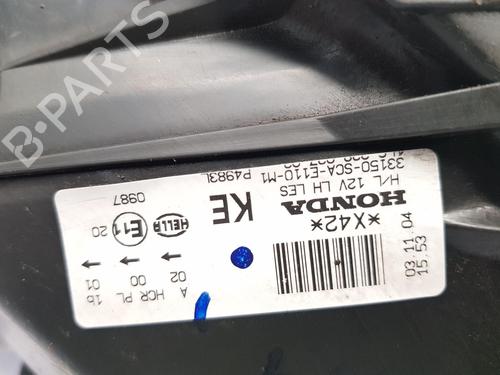 B-PARTS
HONDA
*X42*
03.11.04
15.53
KE
H/L 12V LH LES
33150-SCA-E110-M1
P4983L
HELLA
E11
20
0987
A HCR PL 1b
02 00 01